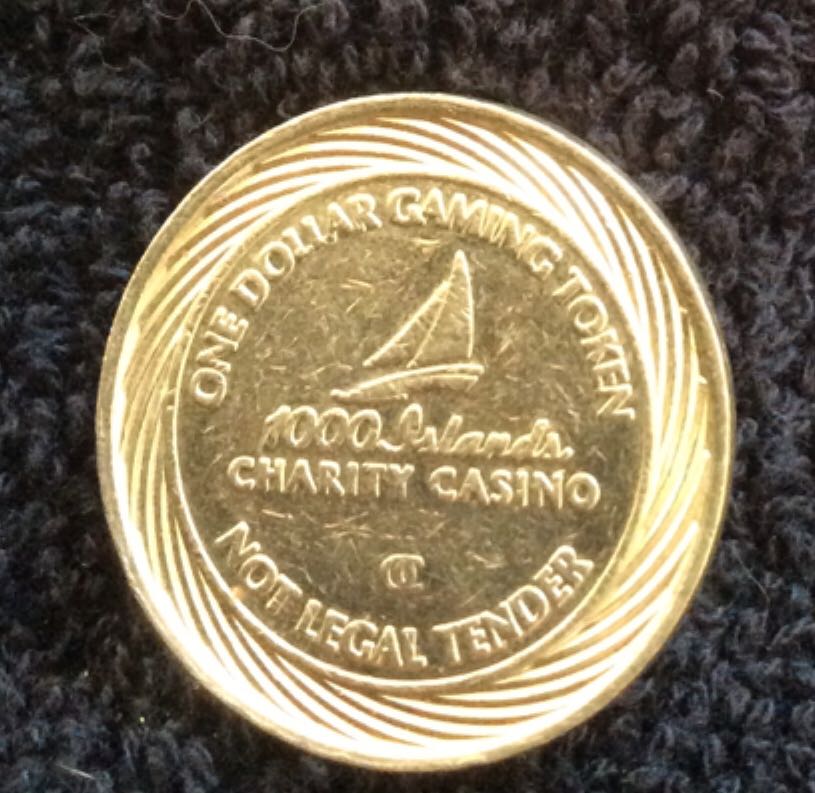 ONE DOLLAR GAMING TOKEN
1000 Islands
CHARITY CASINO
NOT LEGAL TENDER